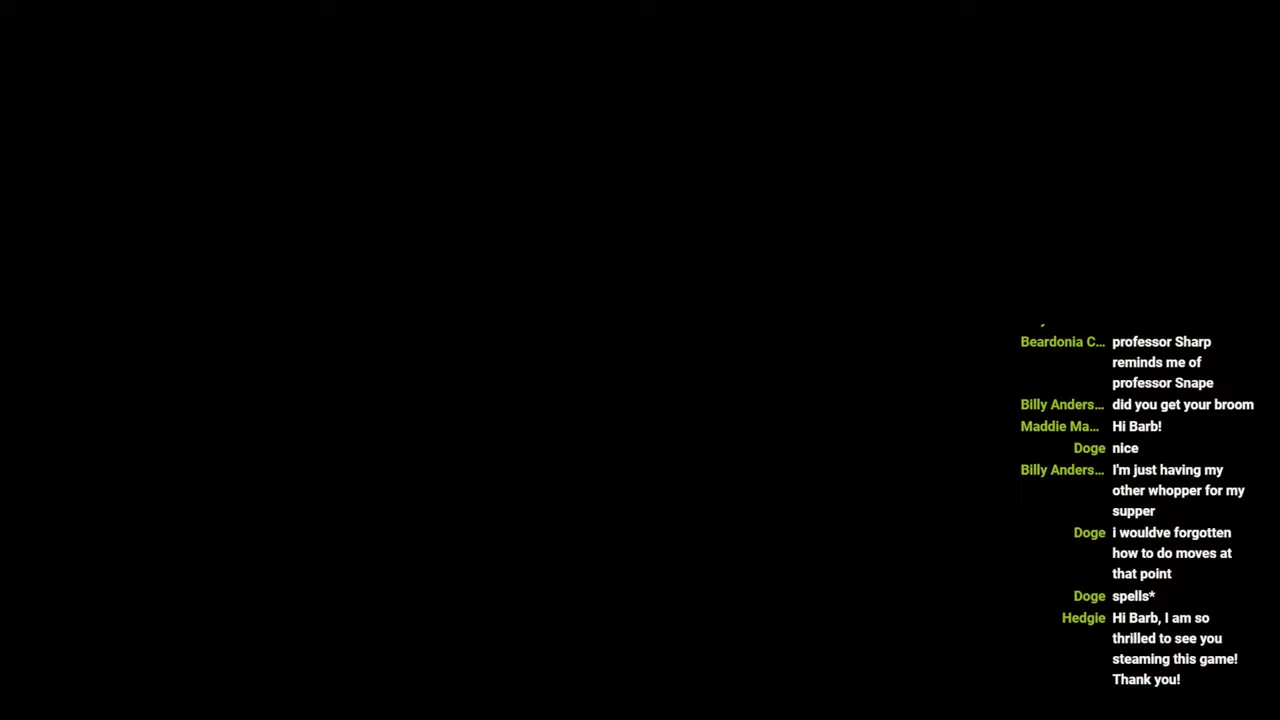 Beardonia C... professor Sharp
reminds me of
professor Snape
Billy Anders... did you get your broom
Maddie Ma... Hi Barb!
Doge nice
Billy Anders... I'm just having my
other whopper for my
supper
Doge i wouldve forgotten
how to do moves at
that point
Doge spells*
Hedgie Hi Barb, I am so
thrilled to see you
steaming this game!
Thank you!